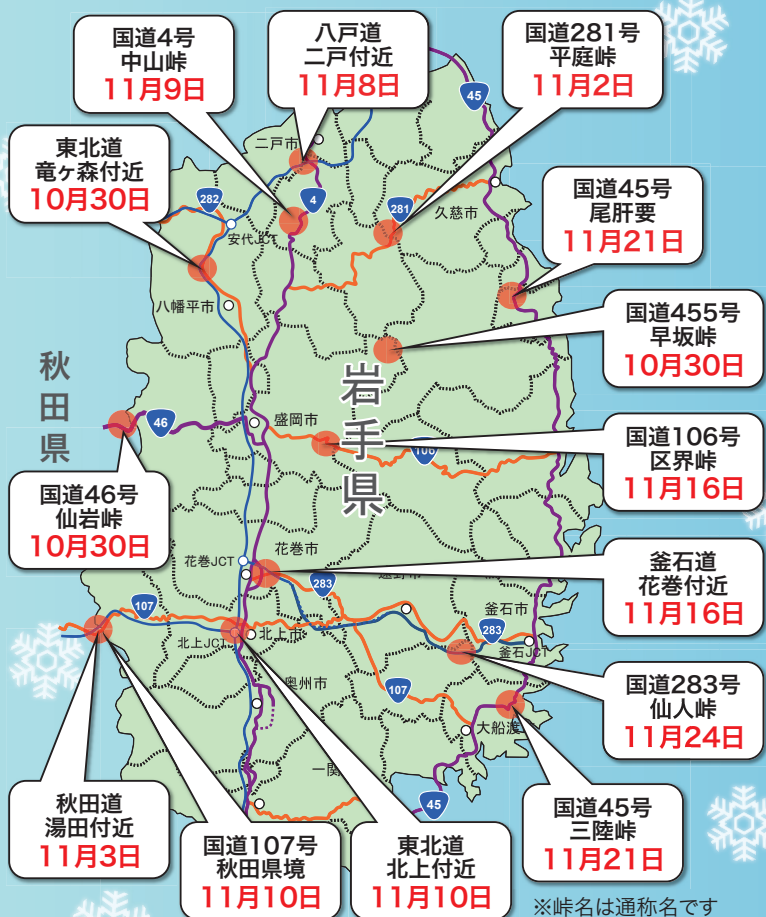 国道4号
中山峠
11月9日
八戸道
二戸付近
11月8日
国道281号
平庭峠
11月2日
45
二戸市
東北道
竜ヶ森付近
10月30日
282
4
281
久慈市
安代JCT
国道45号
尾肝要
11月21日
八幡平市
国道455号
早坂峠
10月30日
秋田県
岩手県
46
盛岡市
106
国道106号
区界峠
11月16日
国道46号
仙岩峠
10月30日
花巻JCT
花巻市
283
遠野市
釜石道
花巻付近
11月16日
107
釜石市
283
北上JCT
北上市
釜石JCT
国道283号
仙人峠
11月24日
奥州市
107
大船渡
一関
45
秋田道
湯田付近
11月3日
国道107号
秋田県境
11月10日
東北道
北上付近
11月10日
国道45号
三陸峠
11月21日
※峠名は通称名です